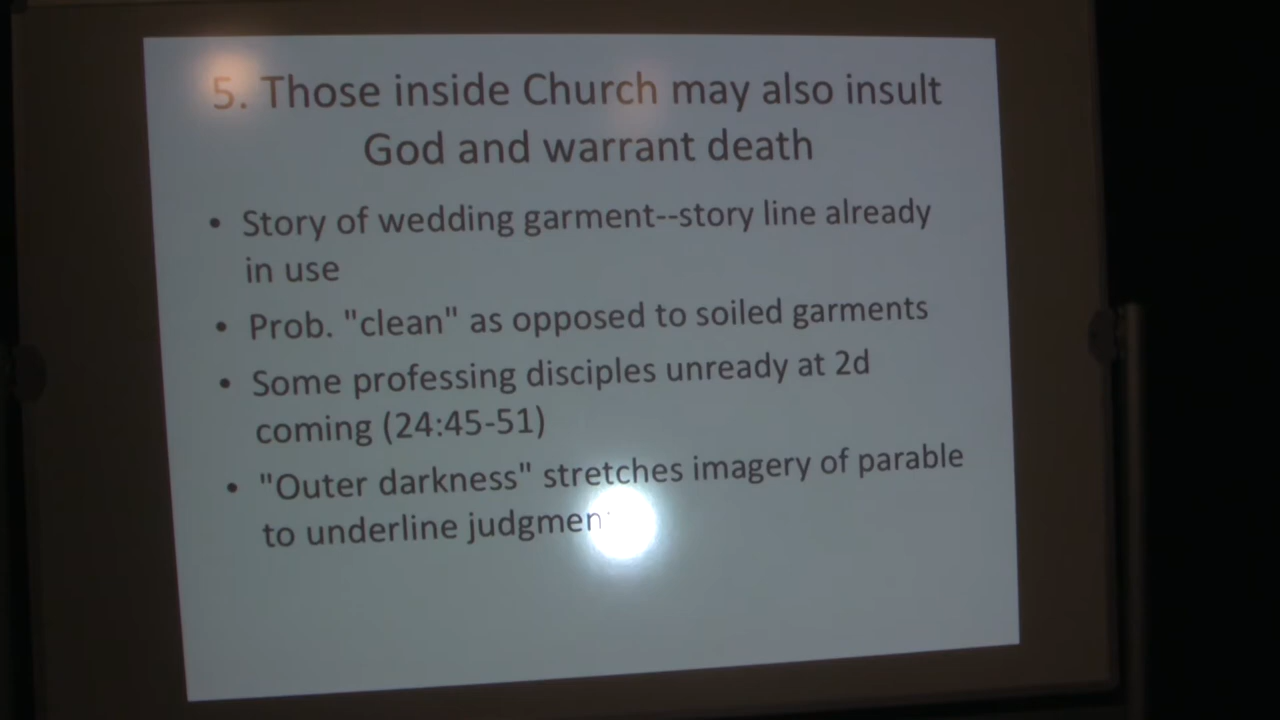 5. Those inside Church may also insult
God and warrant death
• Story of wedding garment--story line already
in use
• Prob. "clean" as opposed to soiled garments
• Some professing disciples unready at 2d
coming (24:45-51)
• "Outer darkness" stretches imagery of parable
to underline judgment